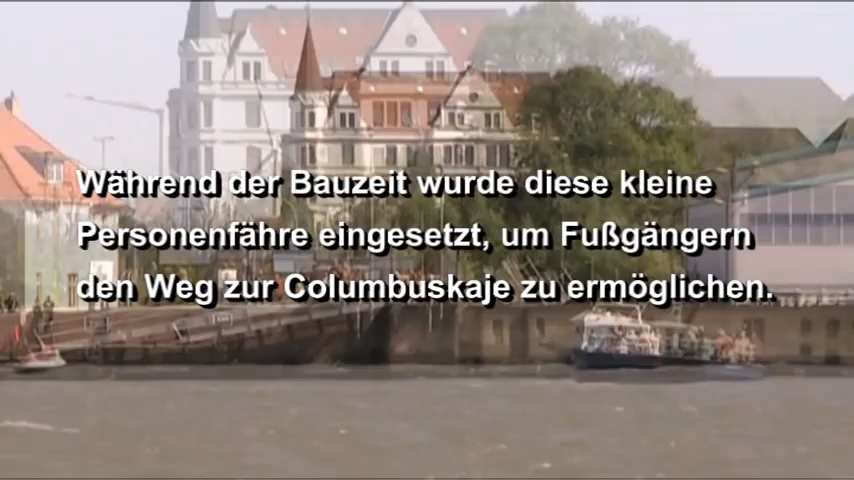 Während der Bauzeit wurde diese kleine
Personenfähre eingesetzt, um Fußgängern
den Weg zur Columbuskaje zu ermöglichen.